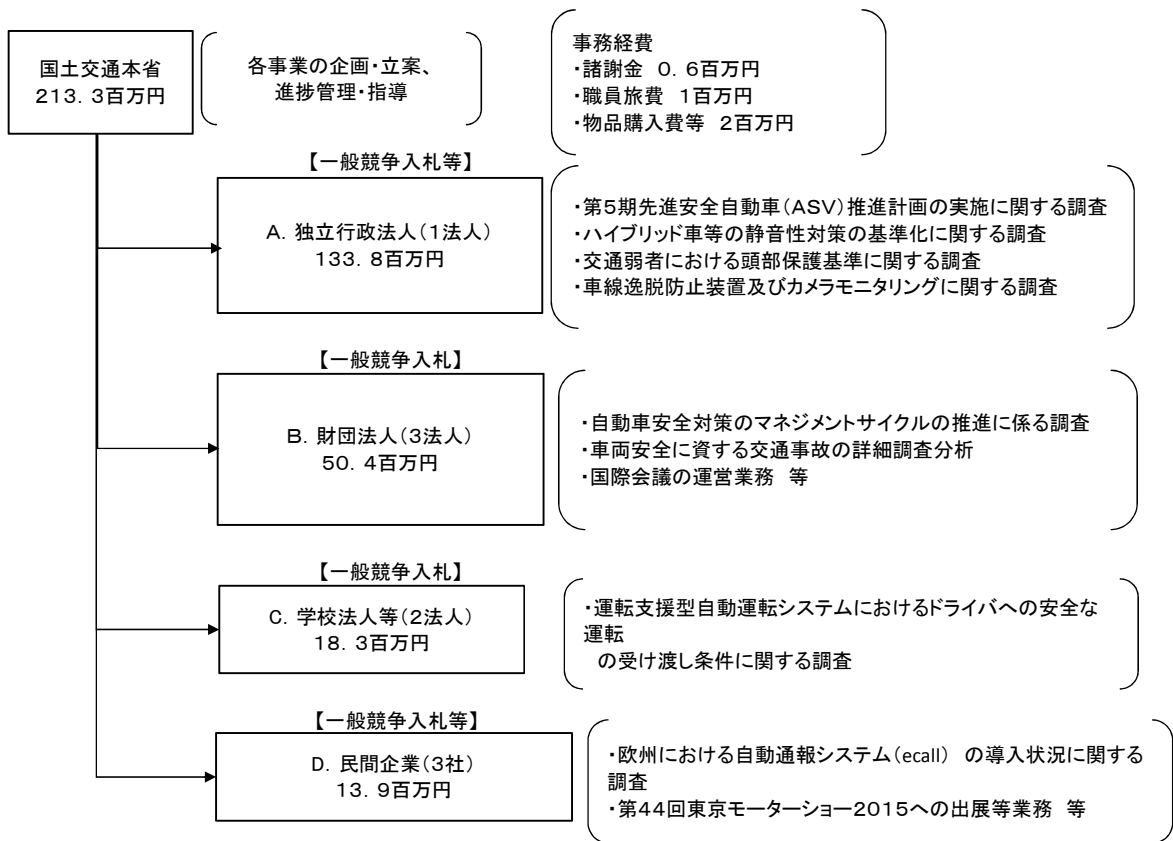 国土交通本省
213.3百万円
各事業の企画・立案、
進捗管理・指導
事務経費
・諸謝金 0.6百万円
・職員旅費 1百万円
・物品購入費等 2百万円
【一般競争入札等】
A. 独立行政法人(1法人)
133.8百万円
・第5期先進安全自動車(ASV)推進計画の実施に関する調査
・ハイブリッド車等の静音性対策の基準化に関する調査
・交通弱者における頭部保護基準に関する調査
・車線逸脱防止装置及びカメラモニタリングに関する調査
【一般競争入札】
B. 財団法人(3法人)
50.4百万円
・自動車安全対策のマネジメントサイクルの推進に係る調査
・車両安全に資する交通事故の詳細調査分析
・国際会議の運営業務 等
【一般競争入札】
C. 学校法人等(2法人)
18.3百万円
・運転支援型自動運転システムにおけるドライバへの安全な
運転
の受け渡し条件に関する調査
【一般競争入札等】
D. 民間企業(3社)
13.9百万円
・欧州における自動通報システム(ecall) の導入状況に関する
調査
・第44回東京モーターショー2015への出展等業務 等